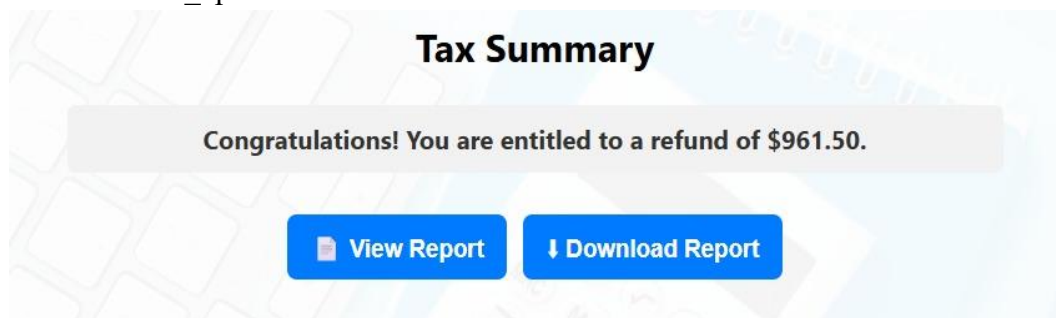 Tax Summary
Congratulations! You are entitled to a refund of $961.50.
View Report
⬇ Download Report